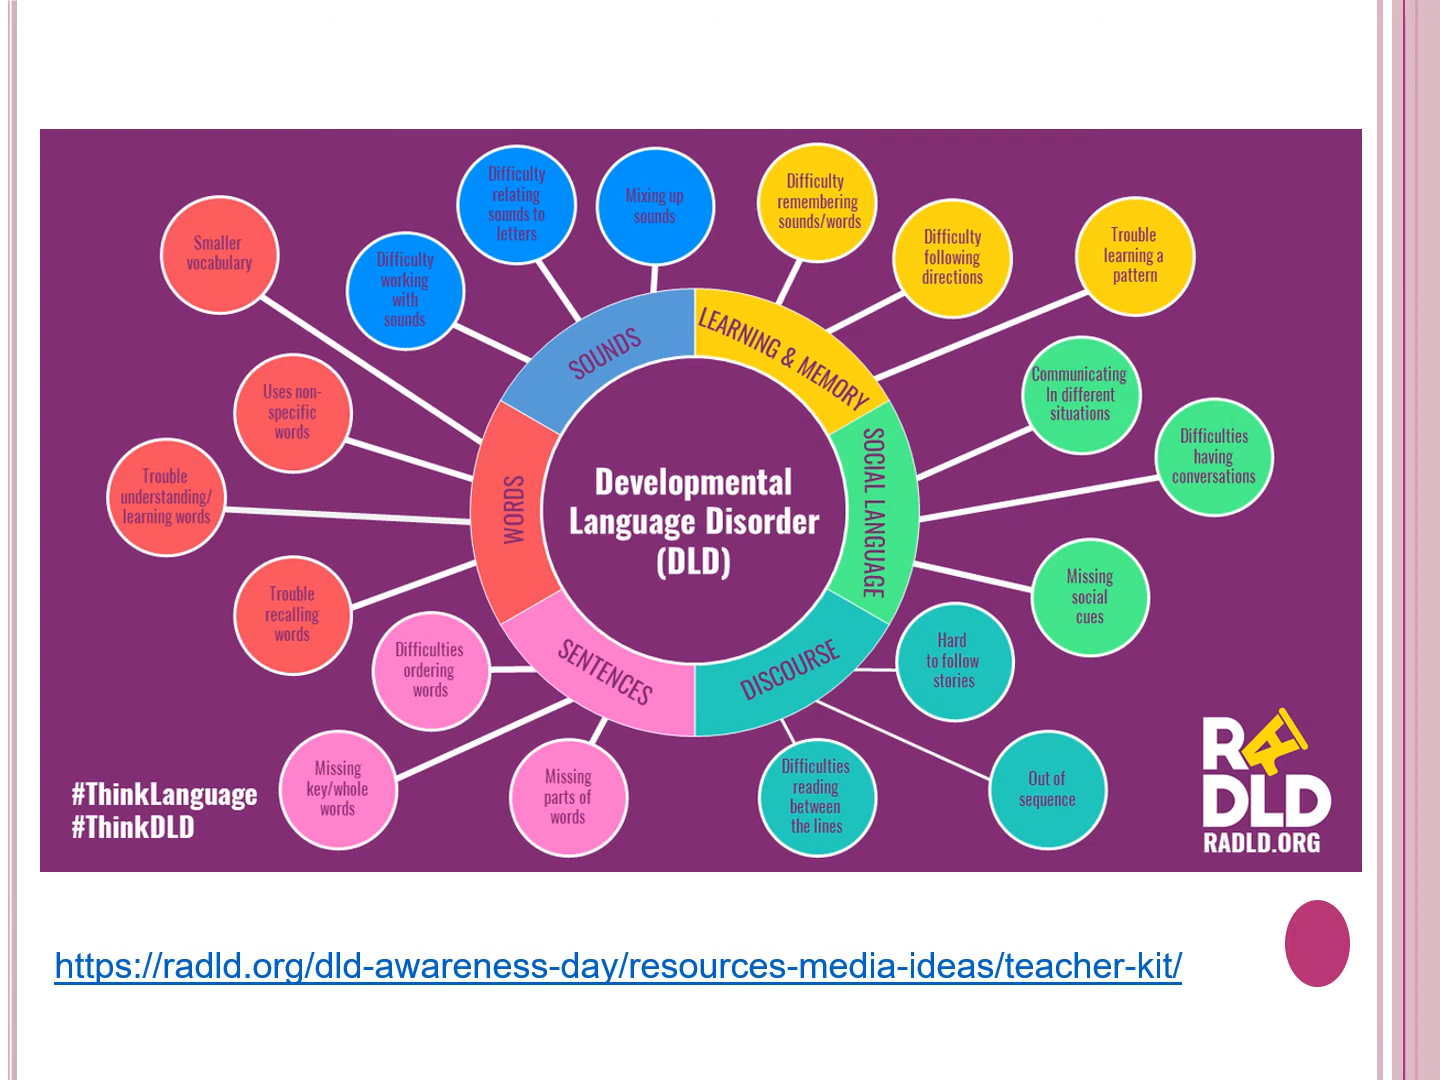 Difficulty
relating
sounds to
letters
Mixing up
sounds
Difficulty
remembering
sounds/words
Smaller
vocabulary
Difficulty
working
with
sounds
Difficulty
following
directions
Trouble
learning a
pattern
SOUNDS
LEARNING & MEMORY
Uses non-
specific
words
Communicating
In different
situations
Difficulties
having
conversations
Trouble
understanding/
learning words
WORDS
Developmental
Language Disorder
(DLD)
SOCIAL LANGUAGE
Trouble
recalling
words
Missing
social
cues
Difficulties
ordering
words
SENTENCES
DISCOURSE
Hard
to follow
stories
Missing
key/whole
words
Missing
parts of
words
Difficulties
reading
between
the lines
Out of
sequence
#ThinkLanguage
#ThinkDLD
RA
DLD
RADLD.ORG
https://radld.org/dld-awareness-day/resources-media-ideas/teacher-kit/